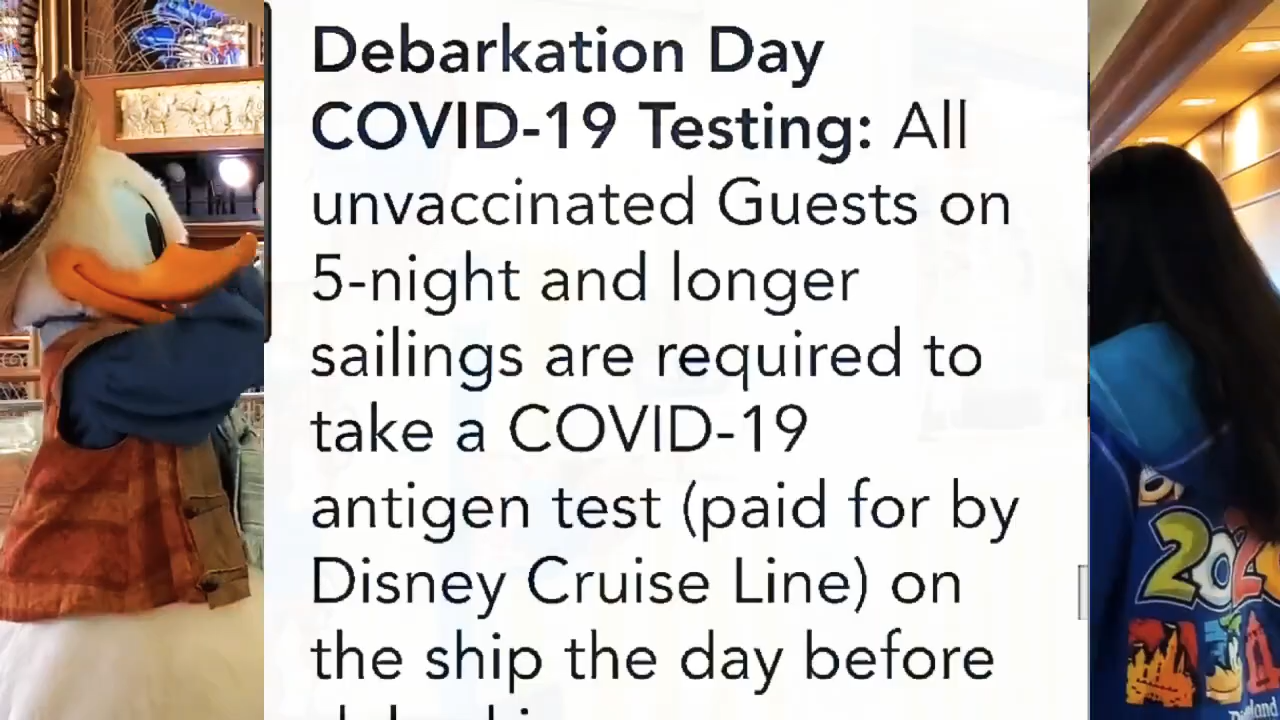 Debarkation Day
COVID-19 Testing: All
unvaccinated Guests on
5-night and longer
sailings are required to
take a COVID-19
antigen test (paid for by
Disney Cruise Line) on
the ship the day before